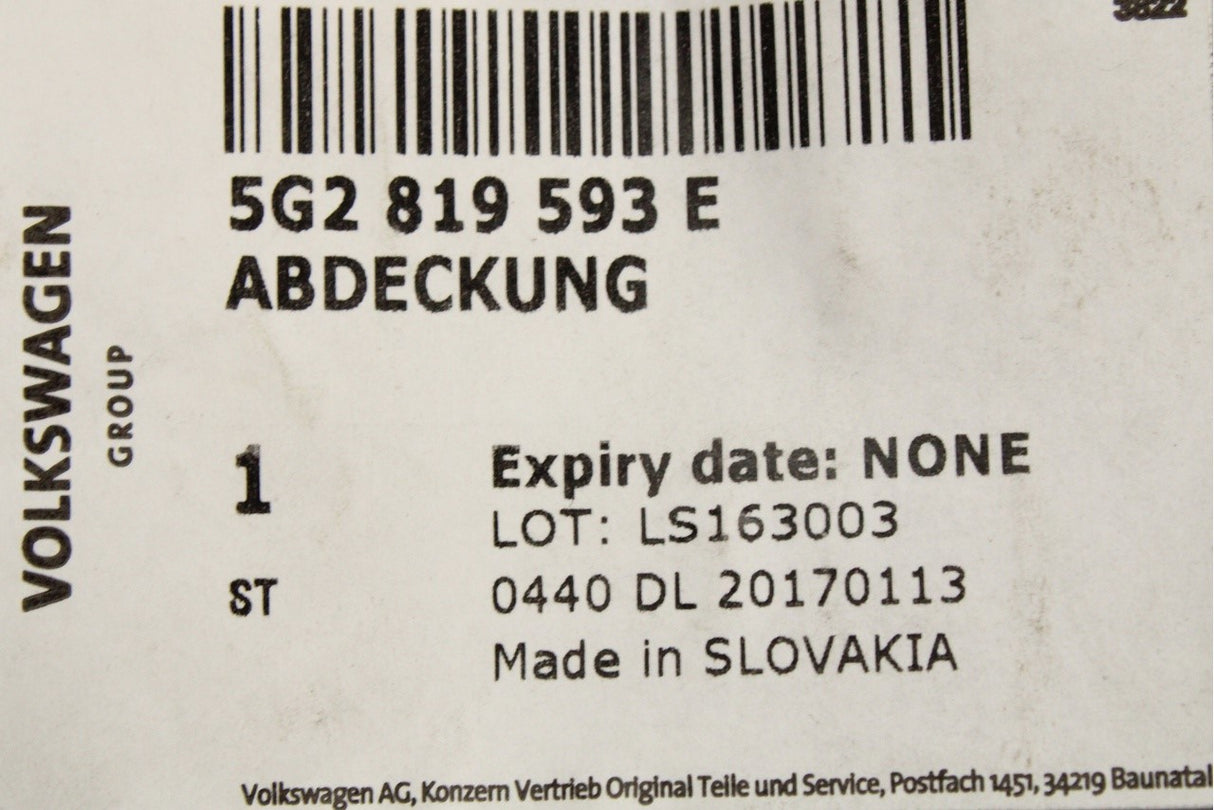 3822
5G2 819 593 E
ABDECKUNG
VOLKSWAGEN
GROUP
1
Expiry date: NONE
LOT: LS163003
ST
0440 DL 20170113
Made in SLOVAKIA
Volkswagen AG, Konzern Vertrieb Original Teile und Service, Postfach 1451, 34219 Baunatal